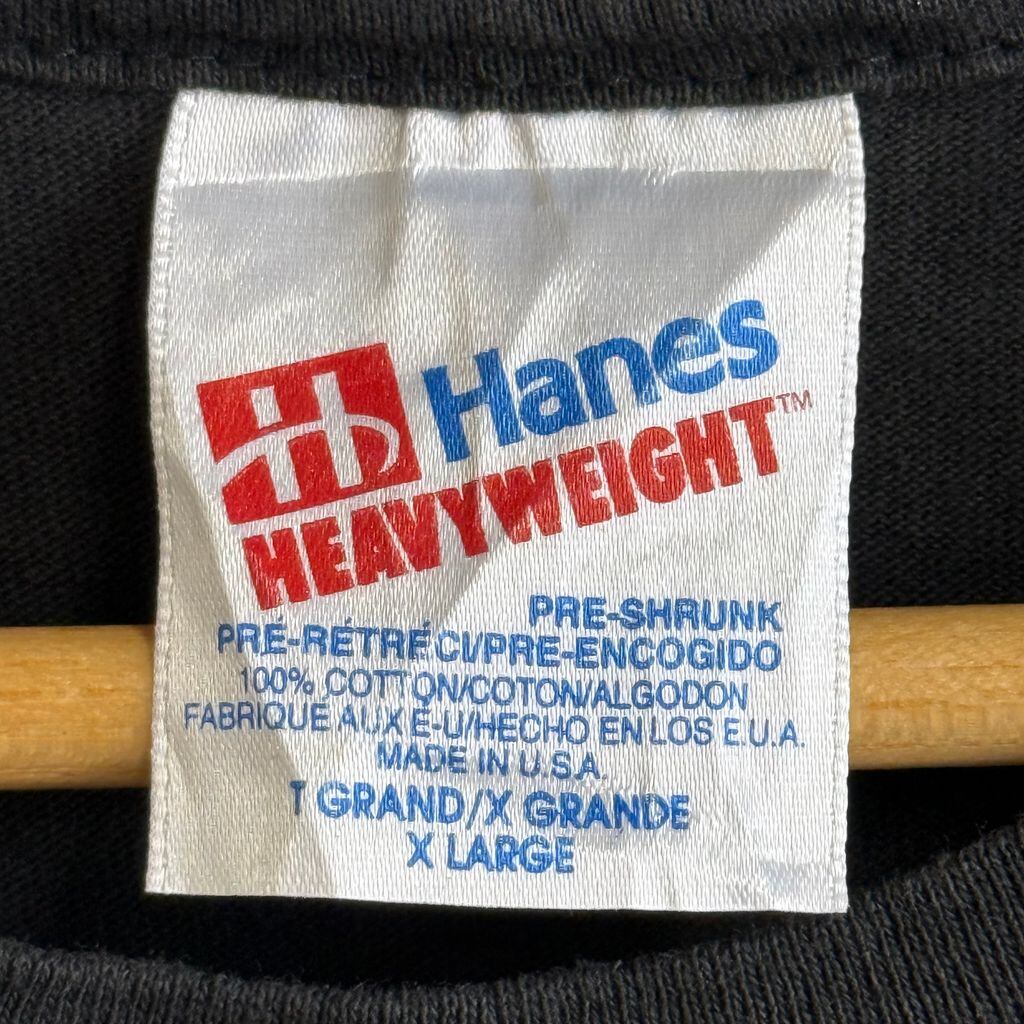 Hanes
HEAVYWEIGHT™
PRE-SHRUNK
PRÉ-RÉTRÉCI/PRE-ENCOGIDO
100% COTTON/COTON/ALGODON
FABRIQUE AUX E-U/HECHO EN LOS E.U.A.
MADE IN U.S.A.
T GRAND/X GRANDE
X LARGE